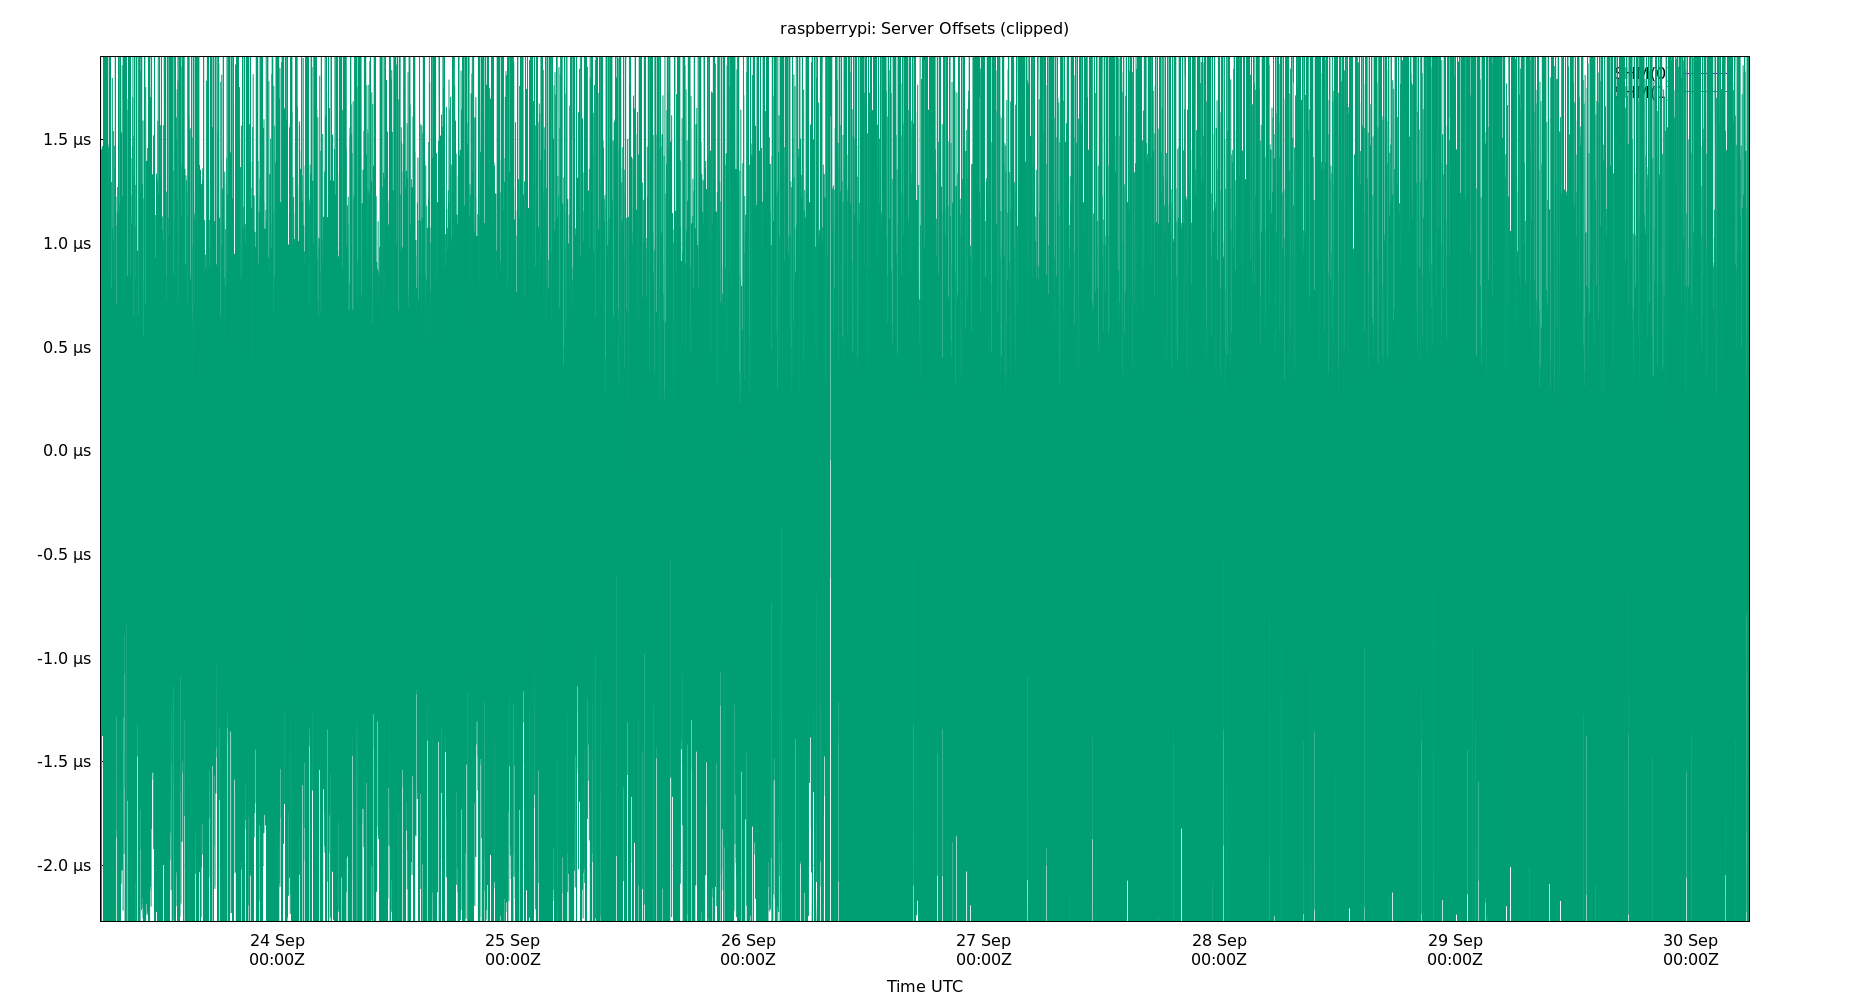 raspberrypi: Server Offsets (clipped)
SHM(0)
1.5 µs
1.0 µs
0.5 µs
0.0 µs
-0.5 µs
-1.0 µs
-1.5 µs
-2.0 µs
24 Sep 25 Sep 26 Sep 27 Sep 28 Sep 29 Sep 30 Sep
00:00Z 00:00Z 00:00Z 00:00Z 00:00Z 00:00Z 00:00Z
Time UTC